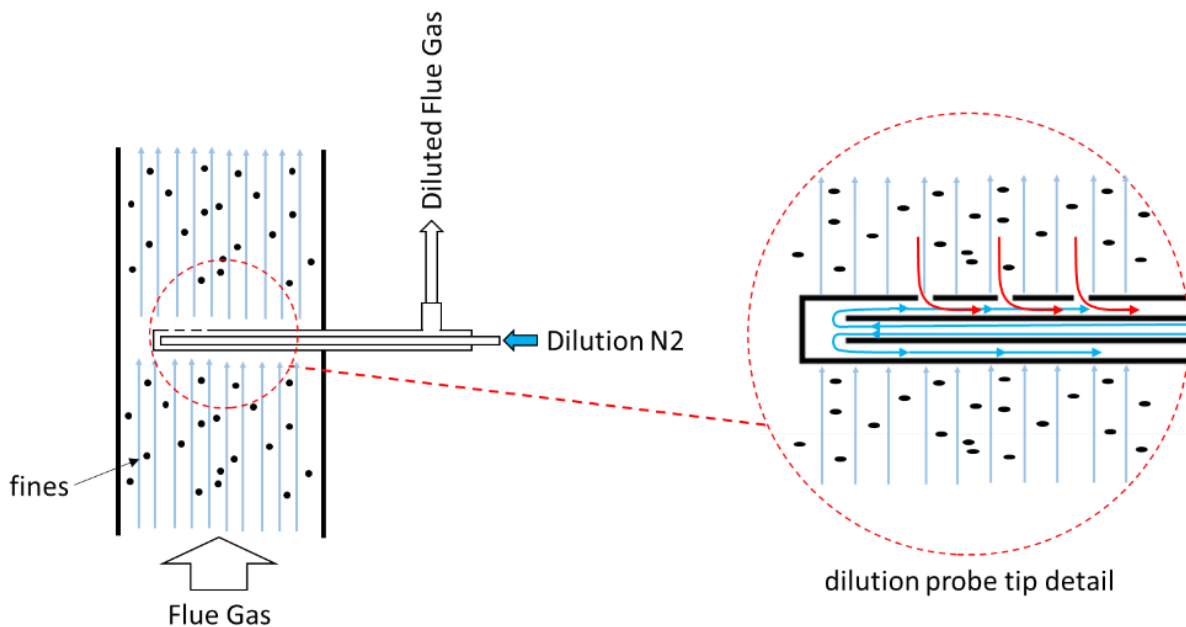 Diluted Flue Gas
Dilution N2
fines
Flue Gas
dilution probe tip detail